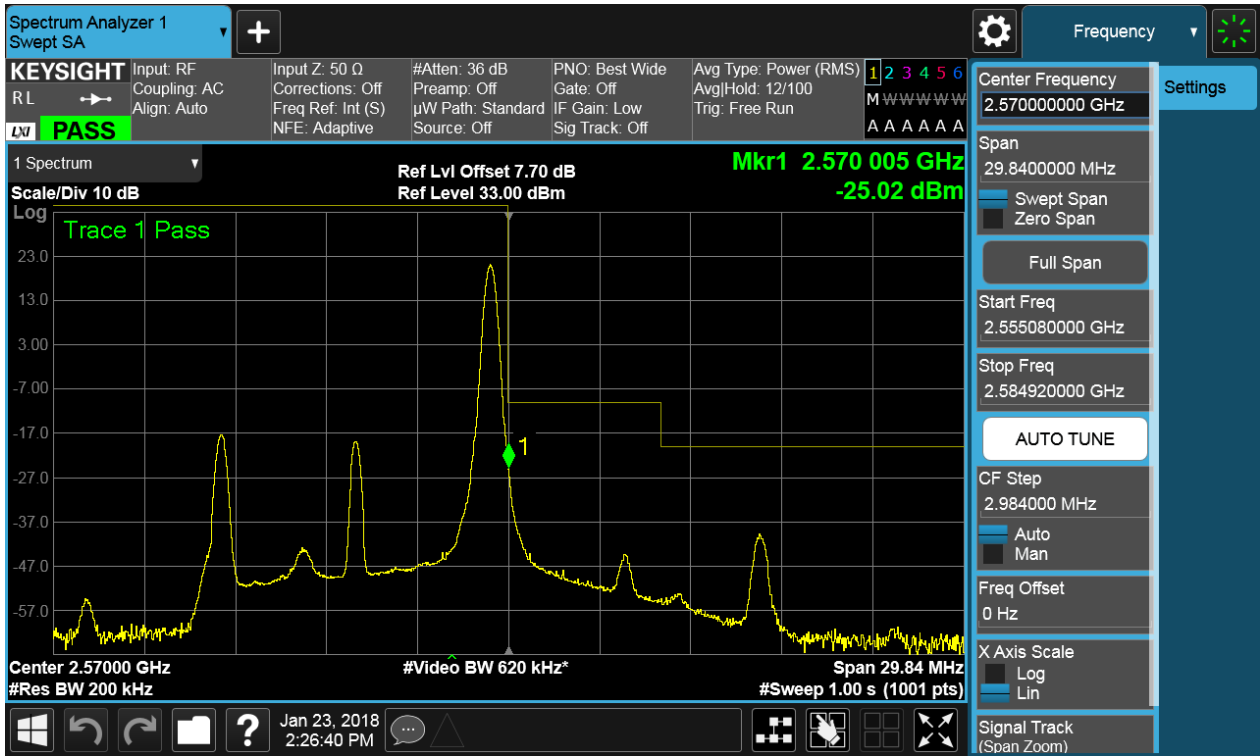 Spectrum Analyzer 1
Swept SA
+
Frequency
KEYSIGHT
RL
LXI
PASS
Input: RF
Coupling: AC
Align: Auto
Input Z: 50 Ω
Corrections: Off
Freq Ref: Int (S)
NFE: Adaptive
#Atten: 36 dB
Preamp: Off
µW Path: Standard
Source: Off
PNO: Best Wide
Gate: Off
IF Gain: Low
Sig Track: Off
Avg Type: Power (RMS)
Avg|Hold: 12/100
Trig: Free Run
1 2 3 4 5 6
M W W W W W
A A A A A A
1 Spectrum
Scale/Div 10 dB
Log
Ref Lvl Offset 7.70 dB
Ref Level 33.00 dBm
Mkr1 2.570 005 GHz
-25.02 dBm
Trace 1 Pass
23.0
13.0
3.00
-7.00
-17.0
-27.0
-37.0
-47.0
-57.0
1
Center 2.57000 GHz
#Res BW 200 kHz
#Video BW 620 kHz*
Span 29.84 MHz
#Sweep 1.00 s (1001 pts)
Center Frequency
2.570000000 GHz
Settings
Span
29.8400000 MHz
Swept Span
Zero Span
Full Span
Start Freq
2.555080000 GHz
Stop Freq
2.584920000 GHz
AUTO TUNE
CF Step
2.984000 MHz
Auto
Man
Freq Offset
0 Hz
X Axis Scale
Log
Lin
Signal Track
(Span Zoom)
?
Jan 23, 2018
2:26:40 PM